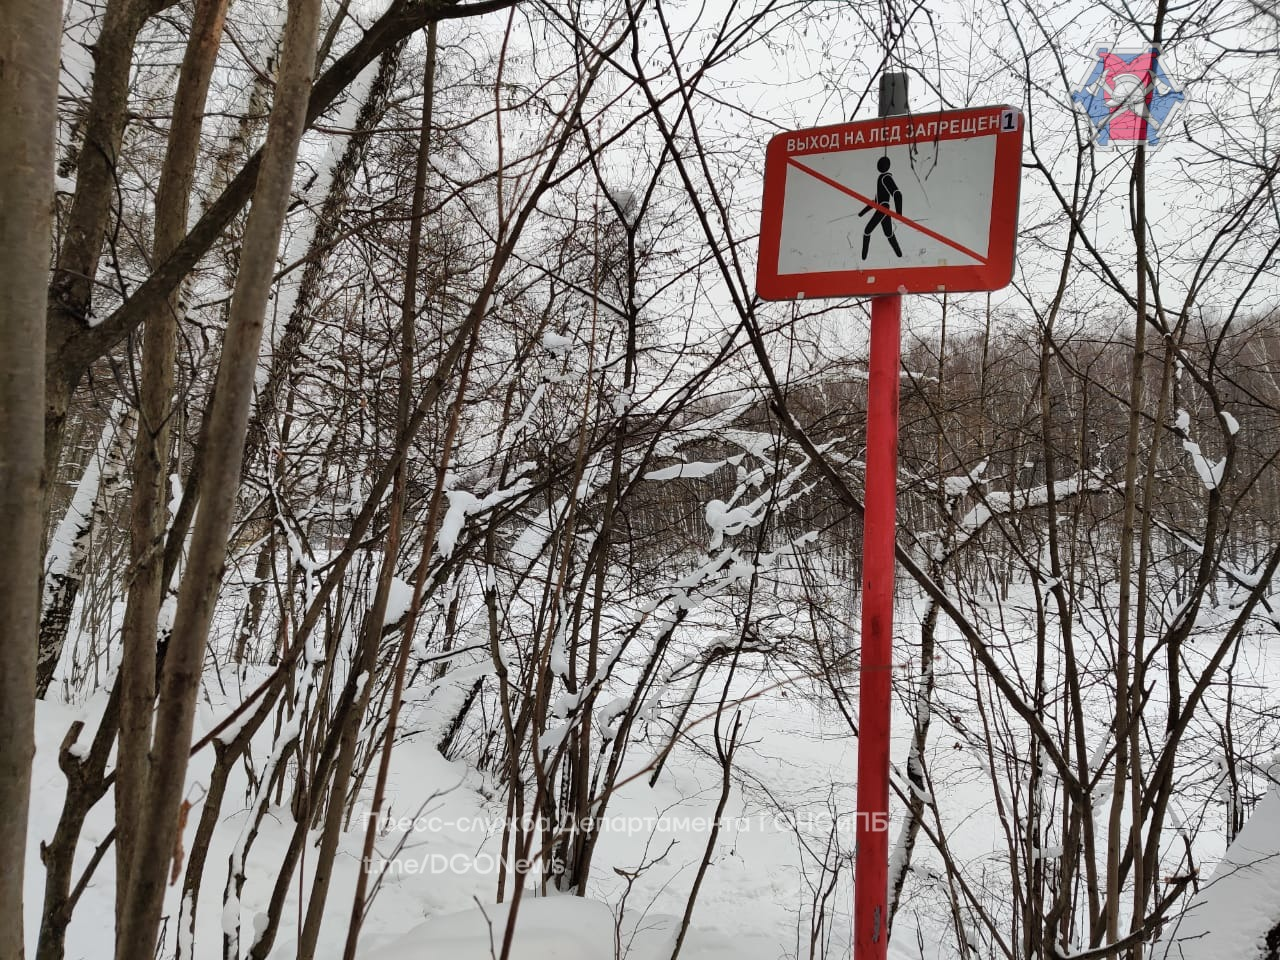 ВЫХОД НА ЛЕД ЗАПРЕЩЕН 1
Пресс-служба Департамента ГОЧСиПБ
t.me/DGONews